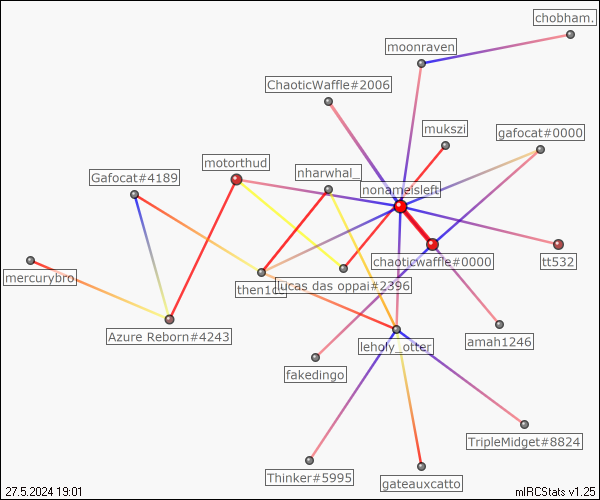 chobham.
moonraven
ChaoticWaffle#2006
mukszi
gafocat#0000
motorthud
nharwhal_
Gafocat#4189
nonameisleft
chaoticwaffle#0000
tt532
mercurybro
lucas das oppai#2396
Azure Reborn#4243
amah1246
leholy_otter
fakedingo
TripleMidget#8824
Thinker#5995
gateauxcatto
27.5.2024 19:01
mIRCStats v1.25